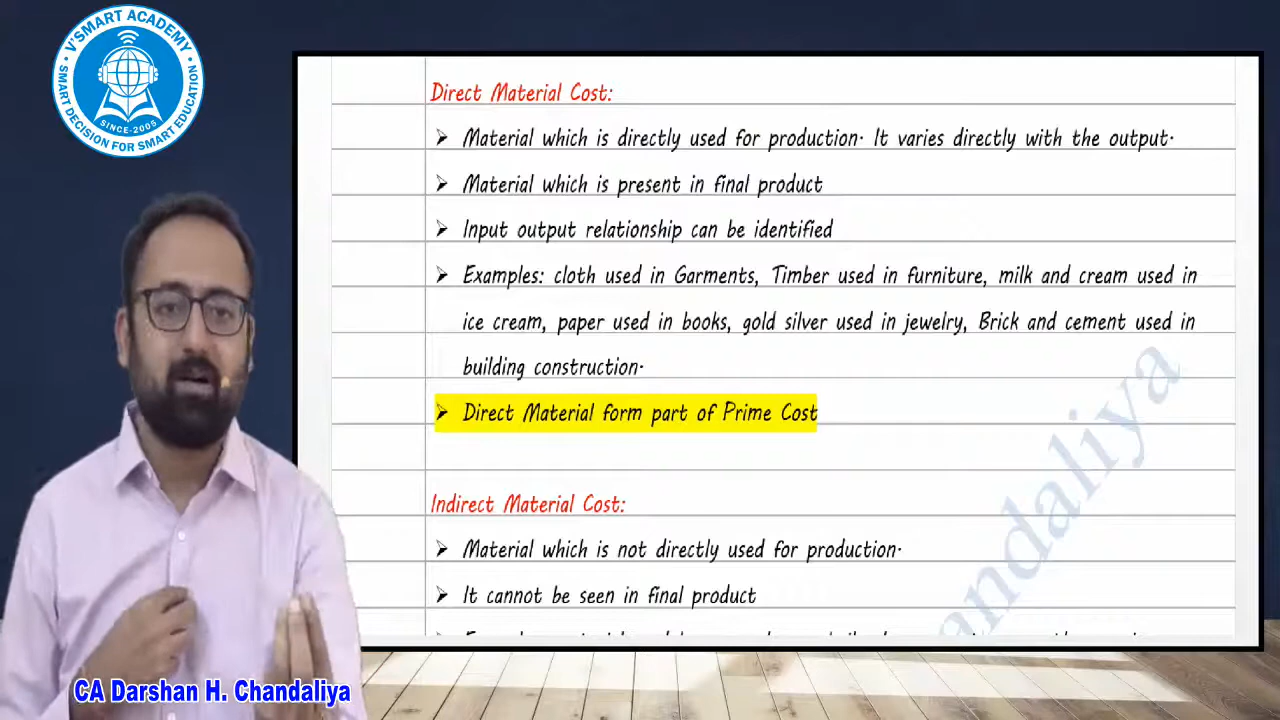 V'SMART ACADEMY
SMART DECISION FOR SMART EDUCATION
SINCE-2005
Direct Material Cost:
➢ Material which is directly used for production. It varies directly with the output.
➢ Material which is present in final product
➢ Input output relationship can be identified
➢ Examples: cloth used in Garments, Timber used in furniture, milk and cream used in
ice cream, paper used in books, gold silver used in jewelry, Brick and cement used in
building construction.
➢ Direct Material form part of Prime Cost
Indirect Material Cost:
➢ Material which is not directly used for production.
➢ It cannot be seen in final product
andaliya
CA Darshan H. Chandaliya